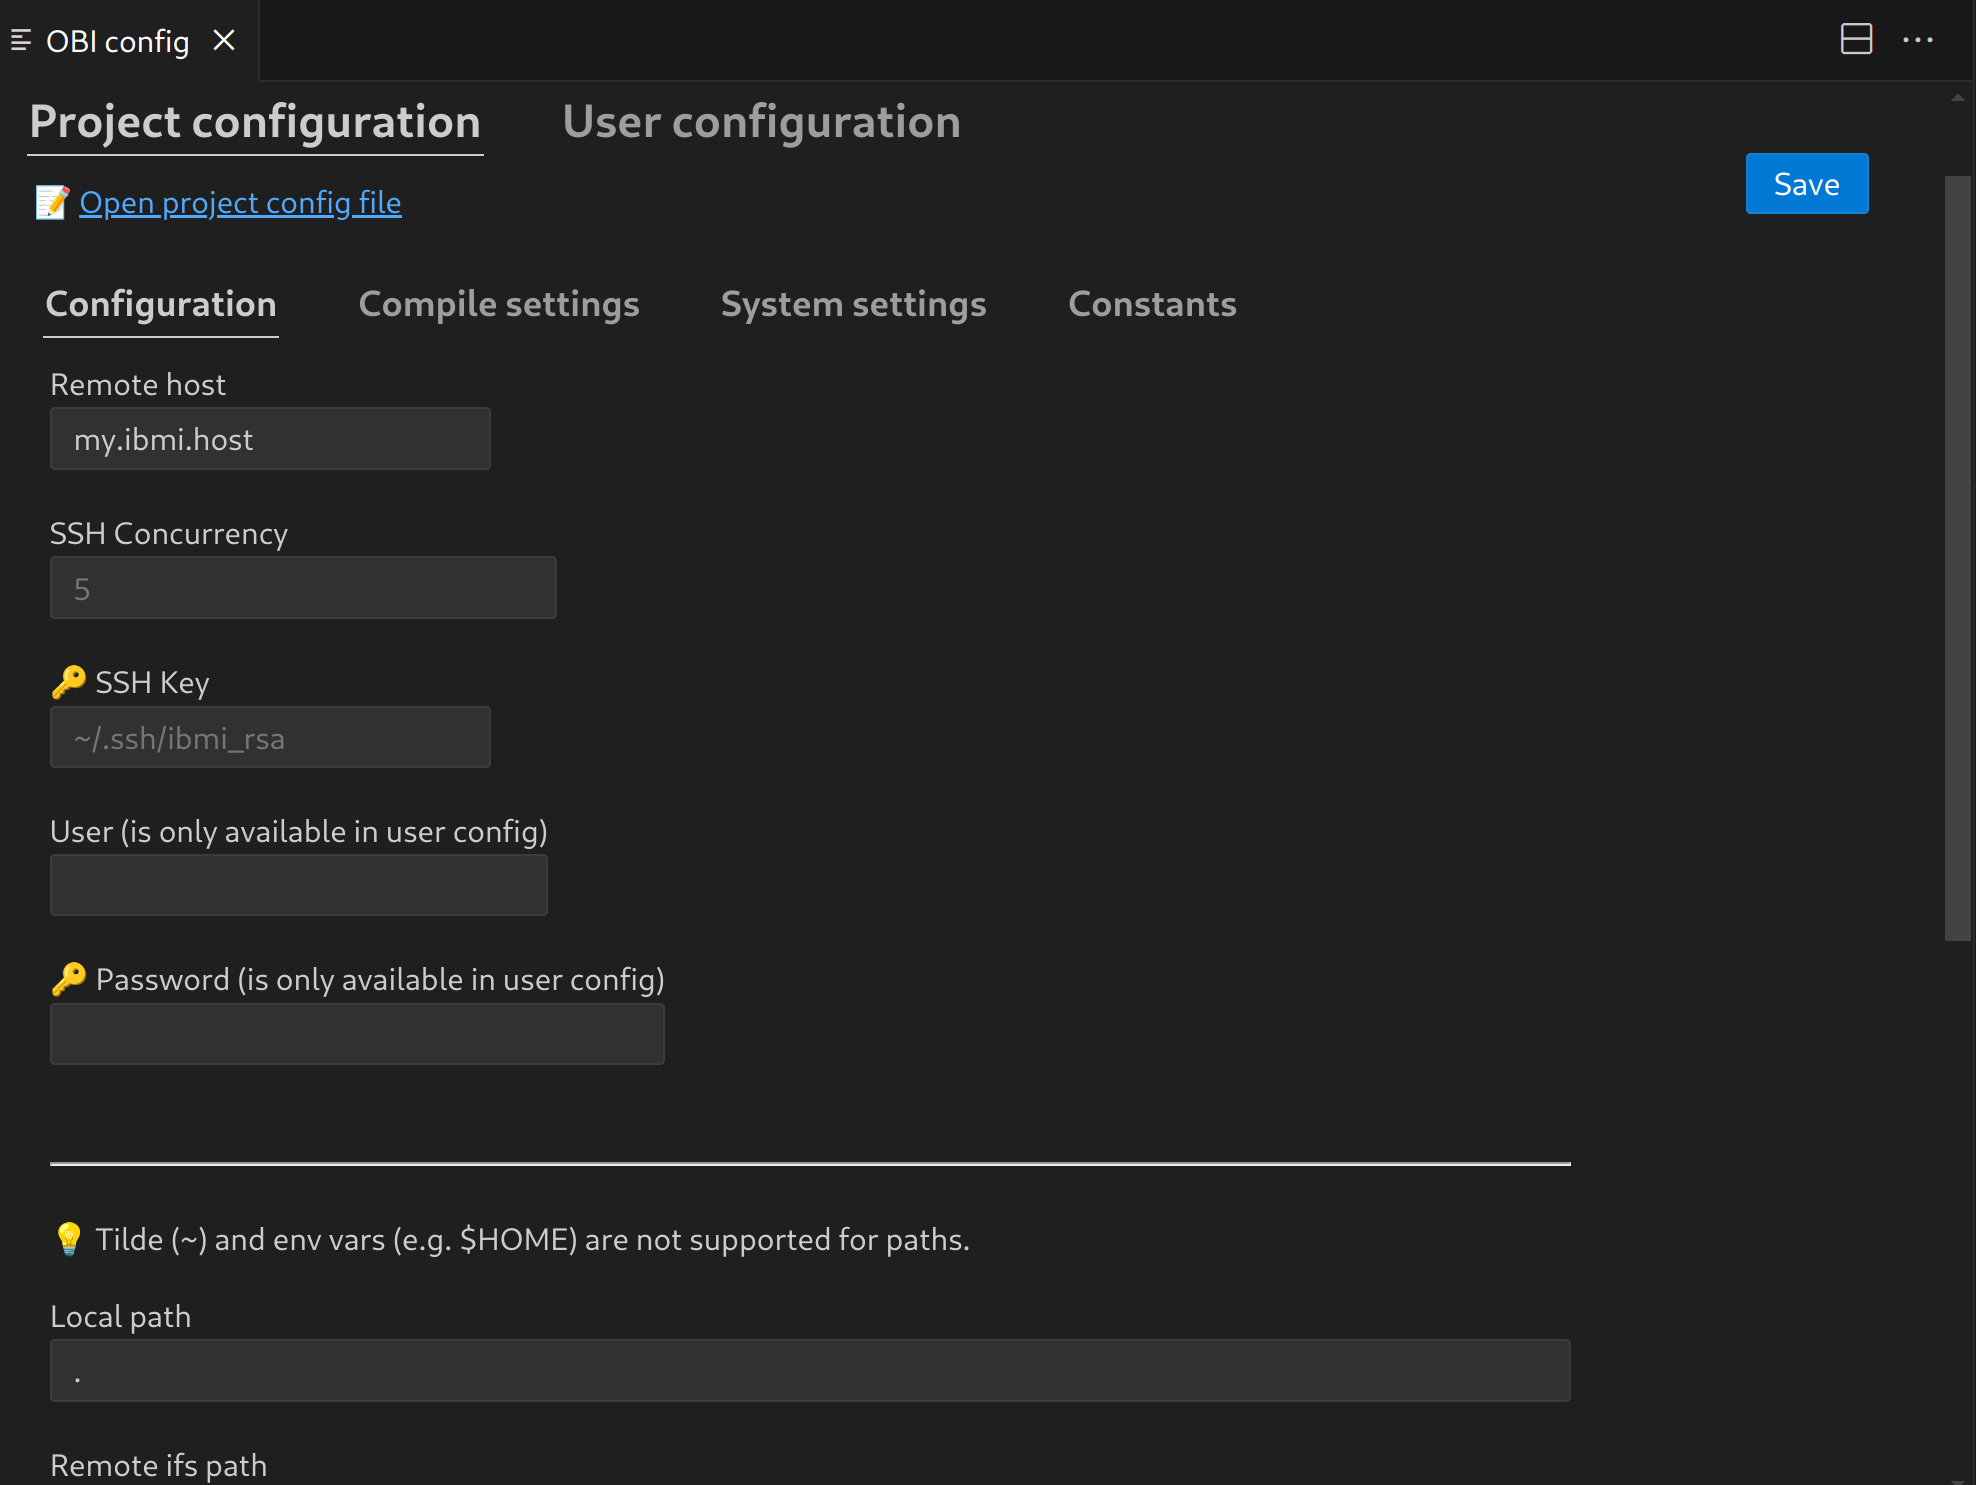 OBI config
Project configuration User configuration
Open project config file
Save
Configuration Compile settings System settings Constants
Remote host
my.ibmi.host
SSH Concurrency
5
SSH Key
~/.ssh/ibmi_rsa
User (is only available in user config)
Password (is only available in user config)
Tilde (~) and env vars (e.g. $HOME) are not supported for paths.
Local path
.
Remote ifs path